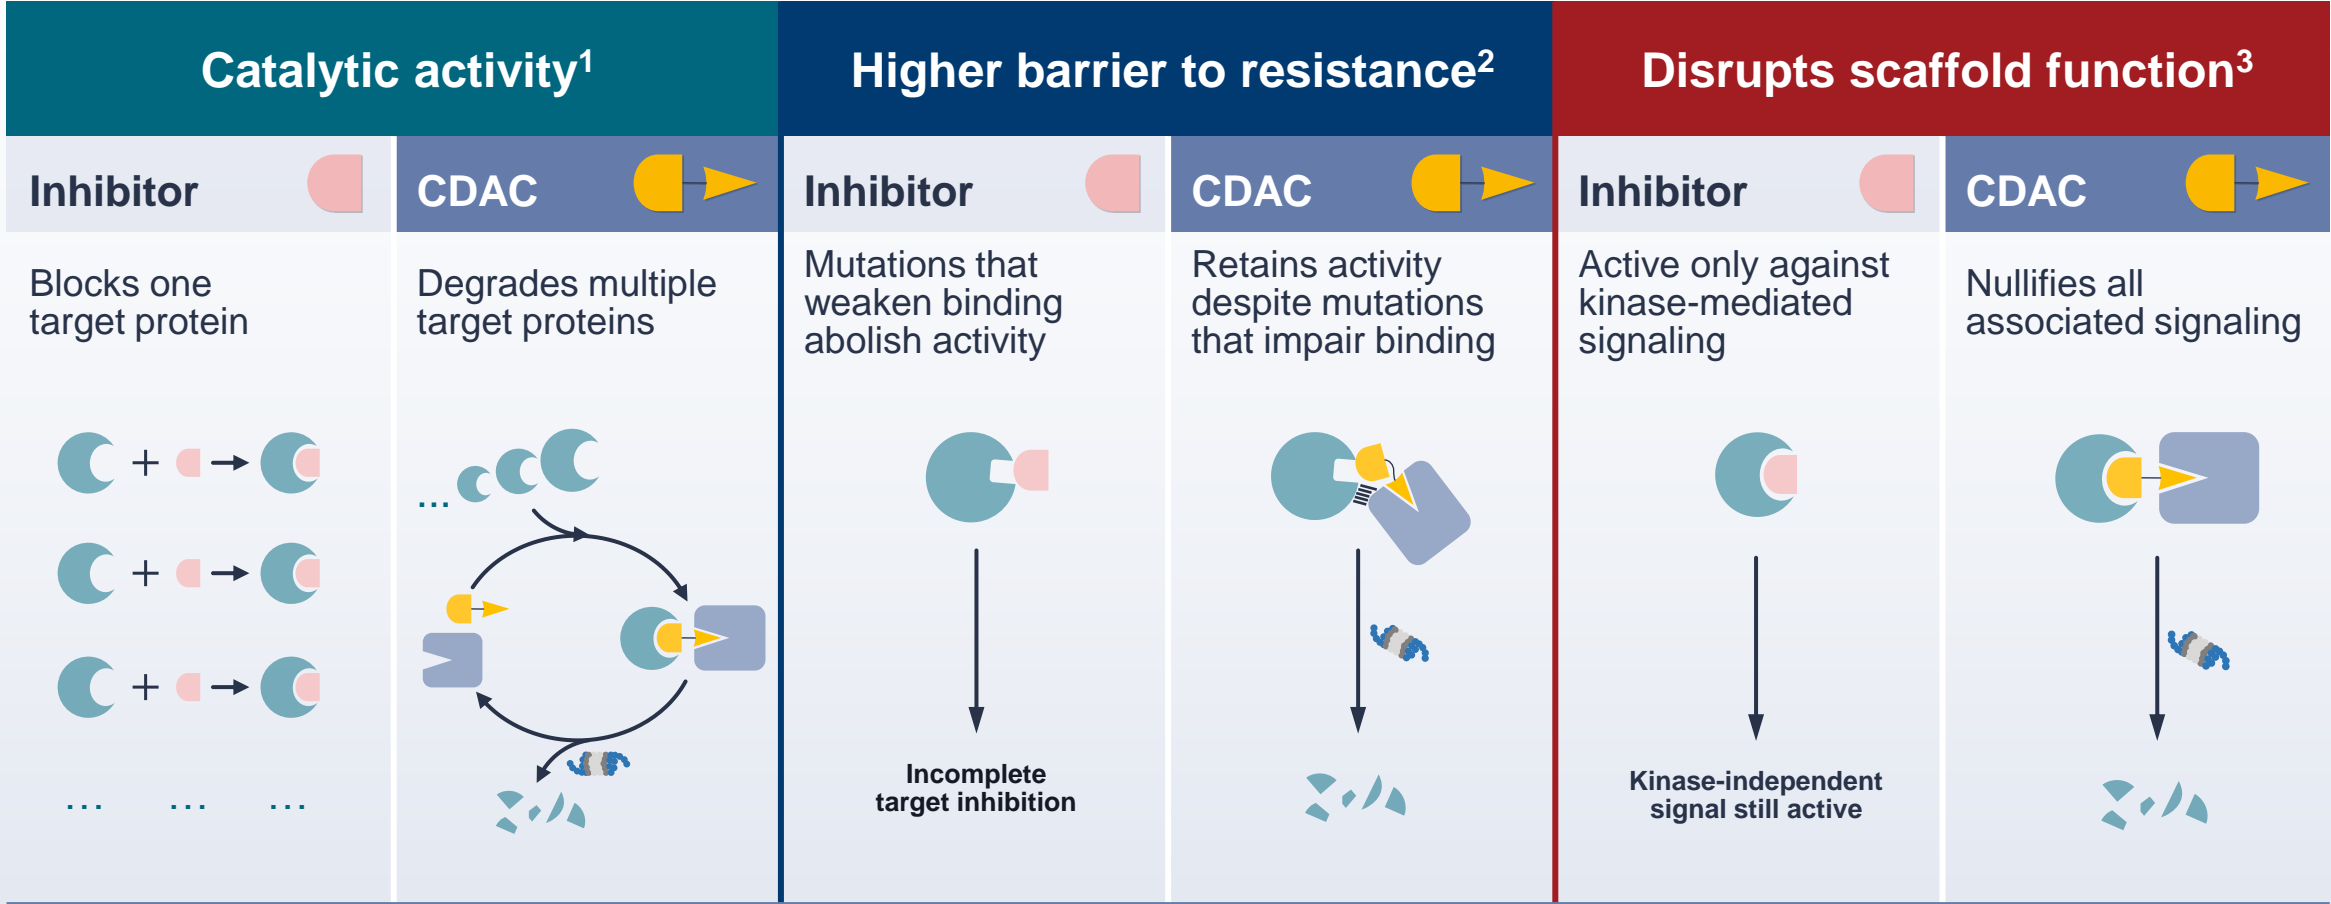 Catalytic activity1
Higher barrier to resistance2
Disrupts scaffold function3
Inhibitor
CDAC
Inhibitor
CDAC
Inhibitor
CDAC
Blocks one
target protein
Degrades multiple
target proteins
Mutations that
weaken binding
abolish activity
Retains activity
despite mutations
that impair binding
Active only against
kinase-mediated
signaling
Nullifies all
associated signaling
+
...
+
+
... ... ...
Incomplete
target inhibition
Kinase-independent
signal still active